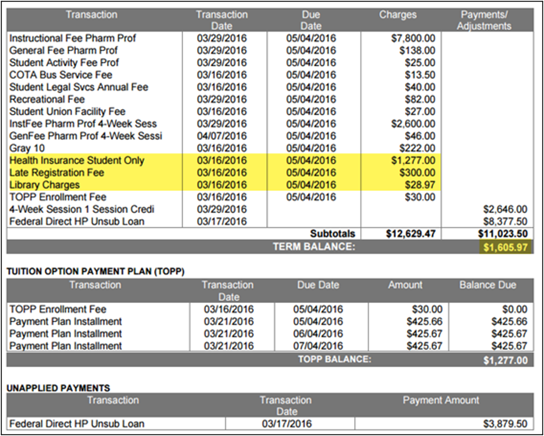 Transaction Transaction Date Due Date Charges Payments/ Adjustments
Instructional Fee Pharm Prof 03/29/2016 05/04/2016 $7,800.00
General Fee Pharm Prof 03/29/2016 05/04/2016 $138.00
Student Activity Fee Prof 03/29/2016 05/04/2016 $25.00
COTA Bus Service Fee 03/16/2016 05/04/2016 $13.50
Student Legal Svcs Annual Fee 03/16/2016 05/04/2016 $40.00
Recreational Fee 03/29/2016 05/04/2016 $82.00
Student Union Facility Fee 03/16/2016 05/04/2016 $27.00
InstFee Pharm Prof 4-Week Sess 03/29/2016 05/04/2016 $2,600.00
GenFee Pharm Prof 4-Week Sessi 04/07/2016 05/04/2016 $46.00
Gray 10 03/16/2016 05/04/2016 $222.00
Health Insurance Student Only 03/16/2016 05/04/2016 $1,277.00
Late Registration Fee 03/16/2016 05/04/2016 $300.00
Library Charges 03/16/2016 05/04/2016 $28.97
TOPP Enrollment Fee 03/16/2016 05/04/2016 $30.00
4-Week Session 1 Session Credi 03/29/2016 $2,646.00
Federal Direct HP Unsub Loan 03/17/2016 $8,377.50
Subtotals $12,629.47 $11,023.50
TERM BALANCE: $1,605.97
TUITION OPTION PAYMENT PLAN (TOPP)
Transaction Transaction Date Due Date Amount Balance Due
TOPP Enrollment Fee 03/16/2016 05/04/2016 $30.00 $0.00
Payment Plan Installment 03/21/2016 05/04/2016 $425.66 $425.66
Payment Plan Installment 03/21/2016 06/04/2016 $425.67 $425.67
Payment Plan Installment 03/21/2016 07/04/2016 $425.67 $425.67
TOPP BALANCE: $1,277.00
UNAPPLIED PAYMENTS
Transaction Transaction Date Payment Amount
Federal Direct HP Unsub Loan 03/17/2016 $3,879.50